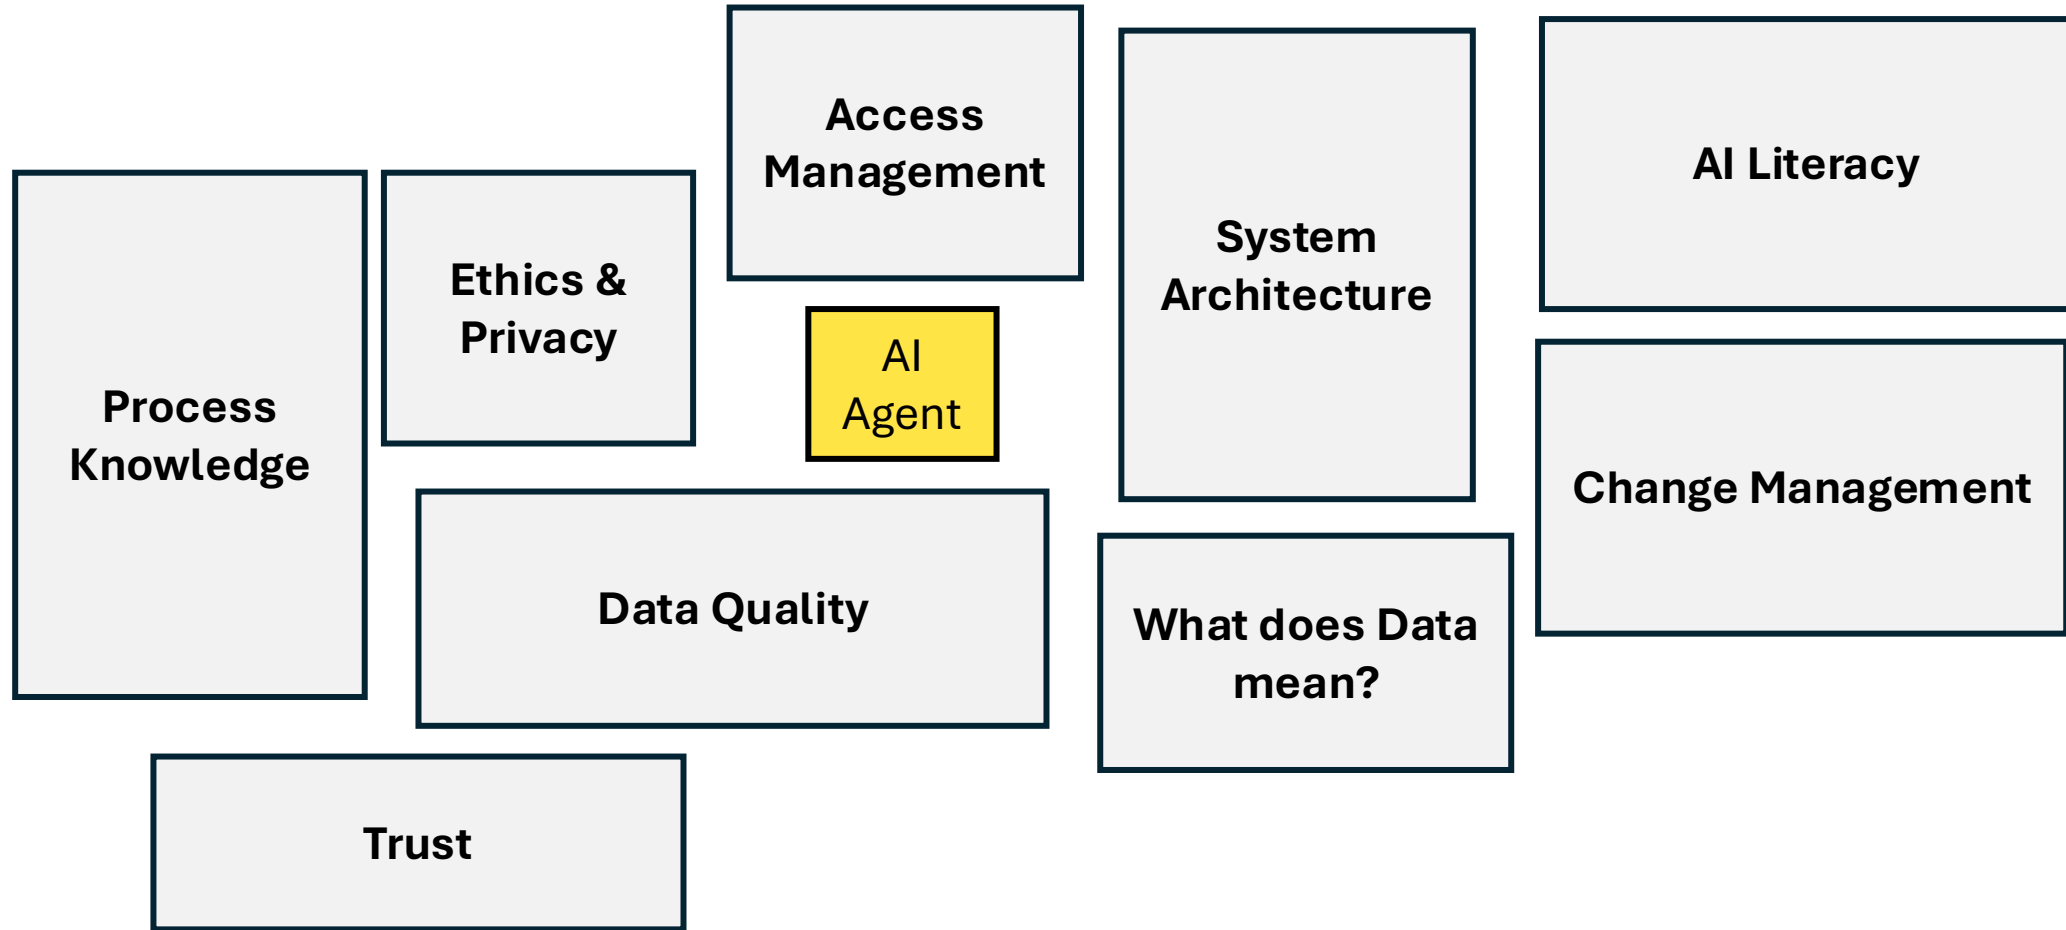 Access
Management
System
Architecture
AI Literacy
Ethics &
Privacy
AI
Agent
Process
Knowledge
Change Management
Data Quality
What does Data
mean?
Trust